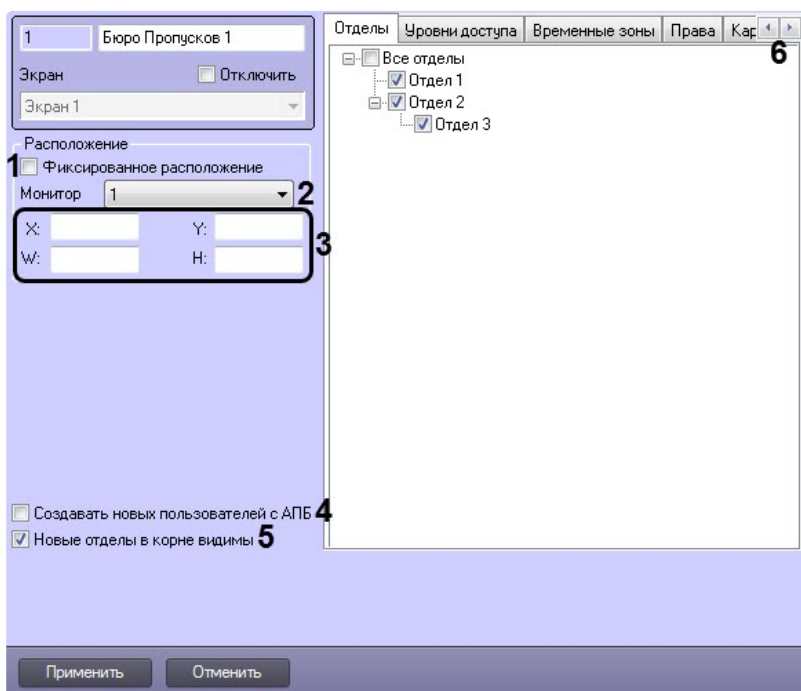 1 Бюро Пропусков 1
Экран Отключить
Экран 1
Расположение
1 Фиксированное расположение
Монитор 1 2
X: Y:
W: H:
3
Создавать новых пользователей с АПБ 4
Новые отделы в корне видимы 5
Отделы Уровни доступа Временные зоны Права Кар
6
Все отделы
Отдел 1
Отдел 2
Отдел 3
Применить Отменить